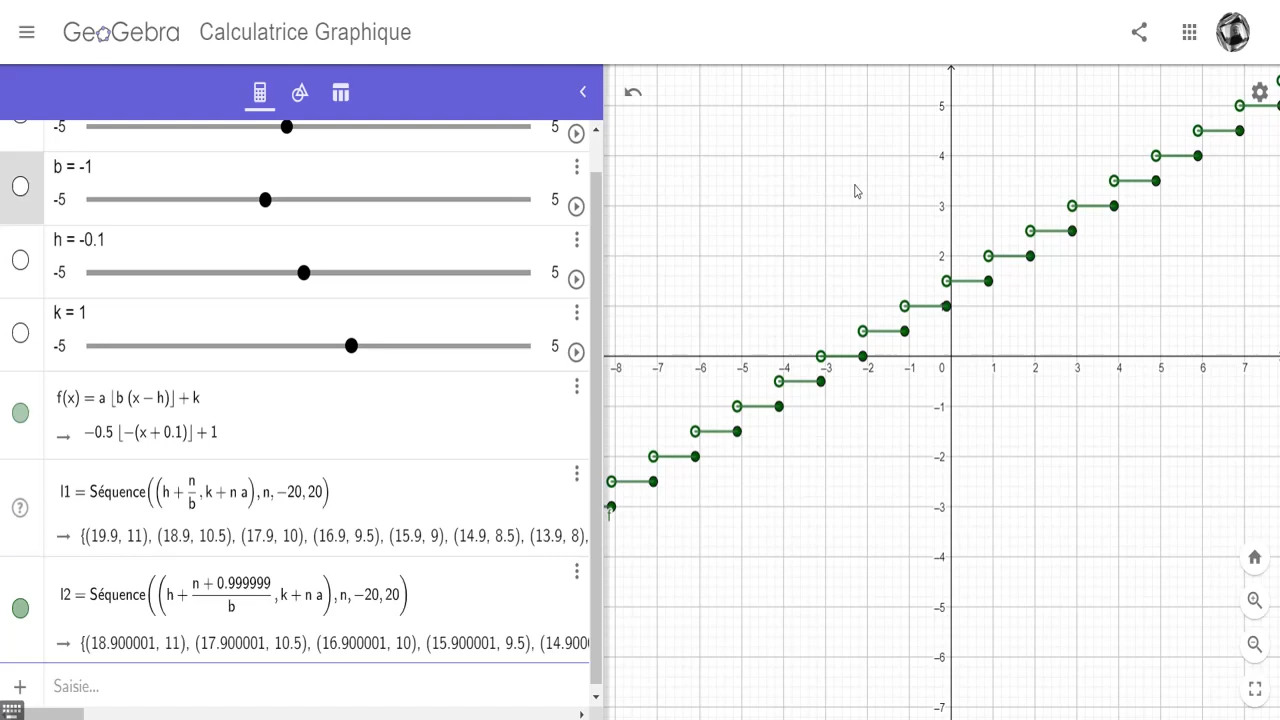 GeoGebra Calculatrice Graphique
-5 5
b = -1
-5 5
h = -0.1
-5 5
k = 1
-5 5
f(x) = a ⌊b (x − h)⌋ + k
→ −0.5 ⌊−(x + 0.1)⌋ + 1
l1 = Séquence((h + n/b, k + n a), n, −20, 20)
→ {(19.9, 11), (18.9, 10.5), (17.9, 10), (16.9, 9.5), (15.9, 9), (14.9, 8.5), (13.9, 8),
l2 = Séquence((h + (n + 0.999999)/b, k + n a), n, −20, 20)
→ {(18.900001, 11), (17.900001, 10.5), (16.900001, 10), (15.900001, 9.5), (14.900
Saisie...
5
4
3
2
−8 −7 −6 −5 −4 −3 −2 −1 0 1 2 3 4 5 6 7
−1
−2
−3
−4
−5
−6
−7
f